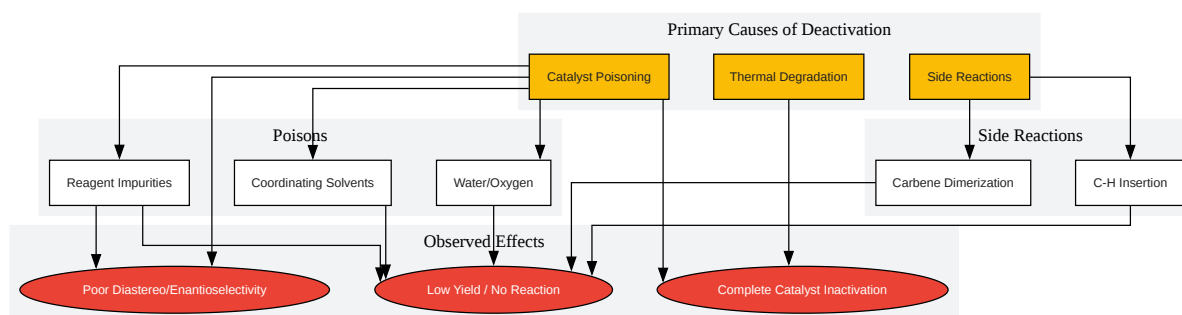 Primary Causes of Deactivation
Catalyst Poisoning
Thermal Degradation
Side Reactions
Poisons
Side Reactions
Reagent Impurities
Coordinating Solvents
Water/Oxygen
Carbene Dimerization
C-H Insertion
Observed Effects
Poor Diastereo/Enantioselectivity
Low Yield / No Reaction
Complete Catalyst Inactivation